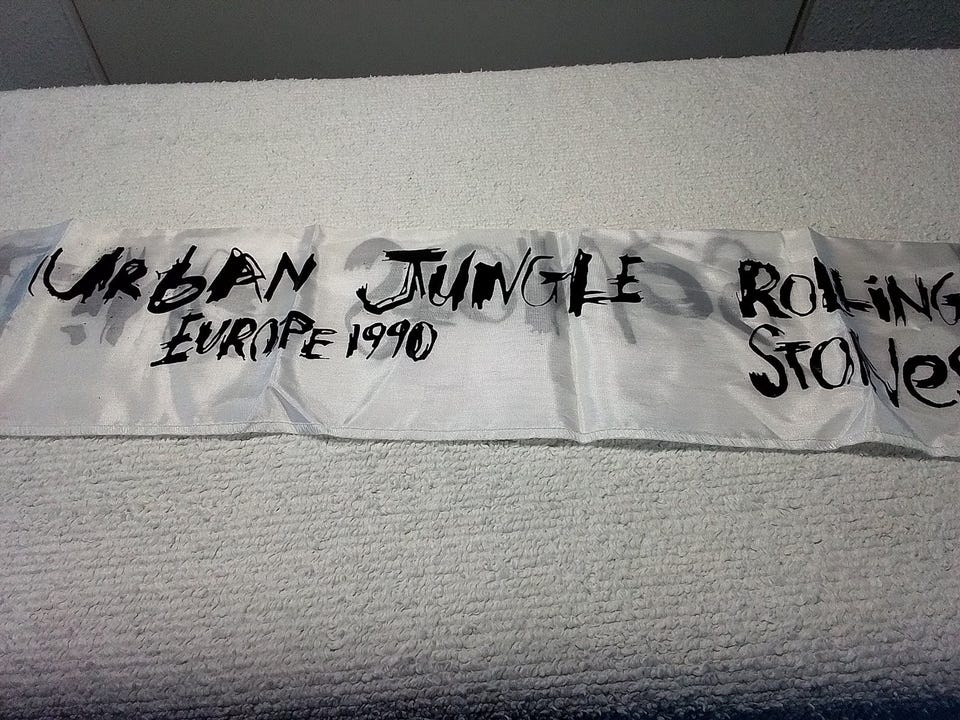 URbAN JUNGLE
EUROPE 1990
ROLLiNG
STONes